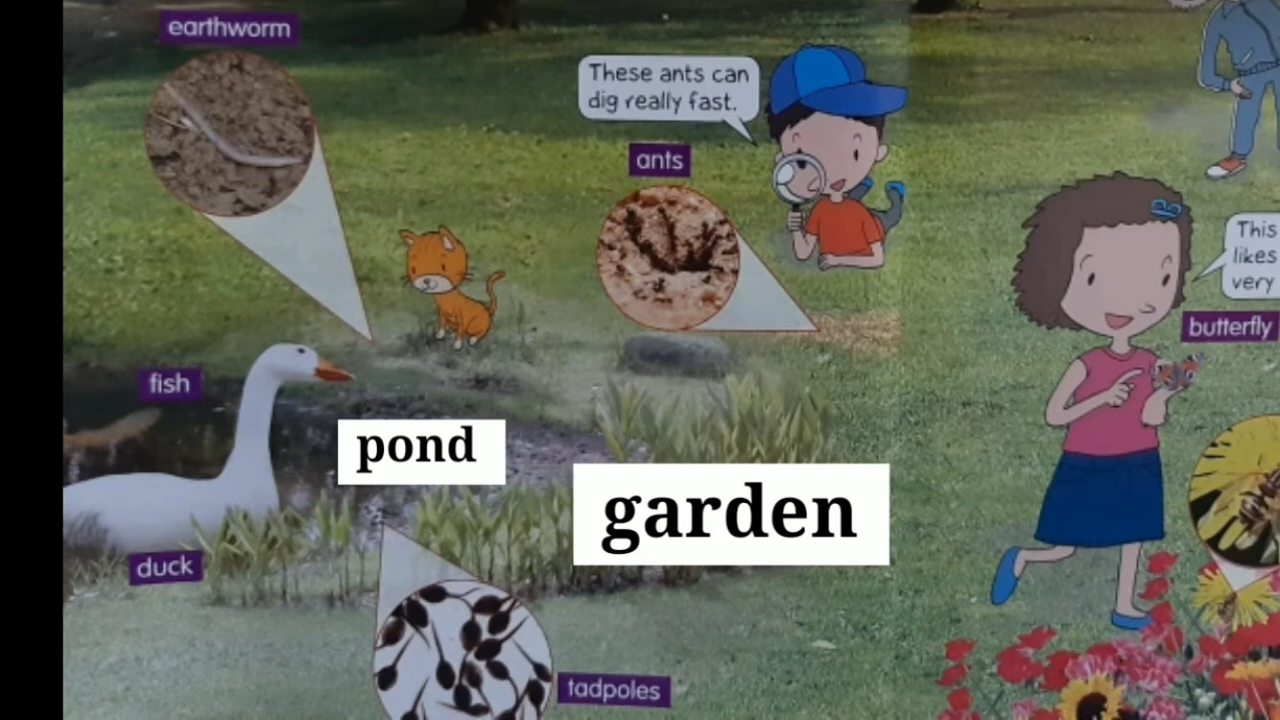 earthworm
These ants can
dig really fast.
ants
This
likes
very
butterfly
fish
pond
garden
duck
tadpoles